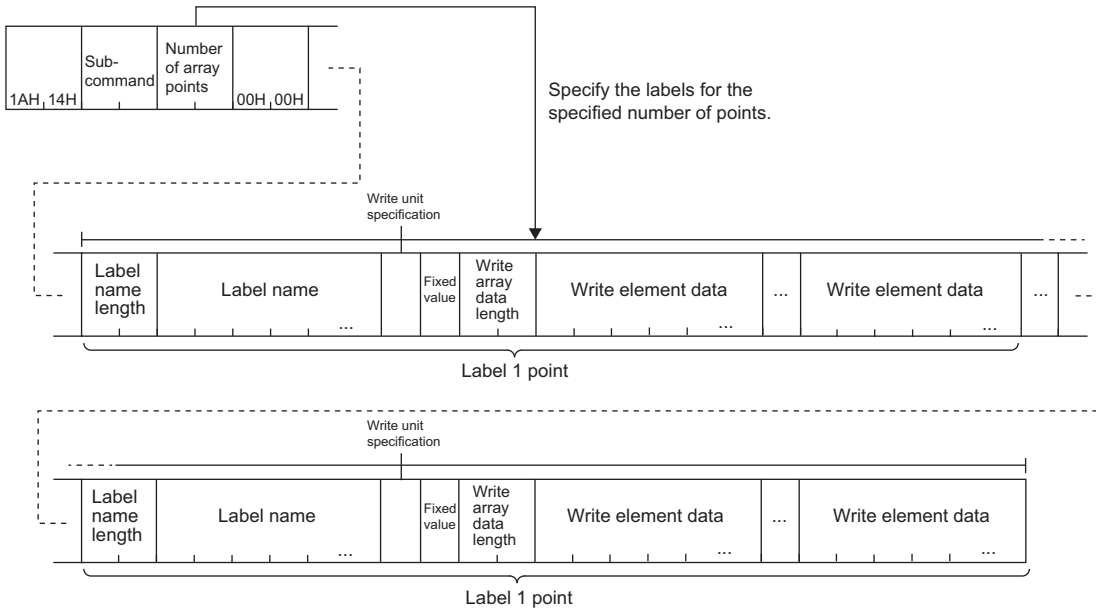 Sub-
command
Number
of array
points
1AH 14H
00H 00H
Specify the labels for the
specified number of points.
Write unit
specification
Label
name
length
Label name
...
Fixed
value
Write
array
data
length
Write element data
...
...
Write element data
...
...
Label 1 point
Write unit
specification
Label
name
length
Label name
...
Fixed
value
Write
array
data
length
Write element data
...
...
Write element data
...
Label 1 point